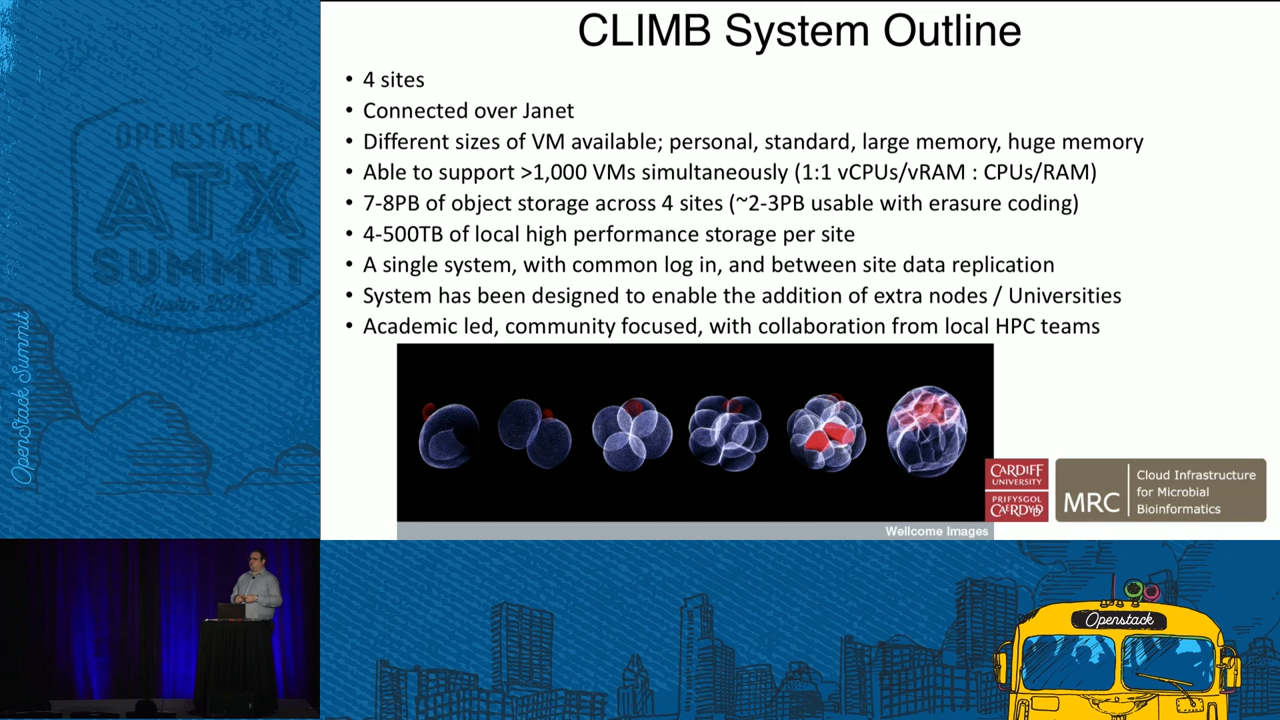 CLIMB System Outline
• 4 sites
• Connected over Janet
• Different sizes of VM available; personal, standard, large memory, huge memory
• Able to support >1,000 VMs simultaneously (1:1 vCPUs/vRAM : CPUs/RAM)
• 7-8PB of object storage across 4 sites (~2-3PB usable with erasure coding)
• 4-500TB of local high performance storage per site
• A single system, with common log in, and between site data replication
• System has been designed to enable the addition of extra nodes / Universities
• Academic led, community focused, with collaboration from local HPC teams
Wellcome Images
CARDIFF
UNIVERSITY
PRIFYSGOL
CAERDYDD
MRC
Cloud Infrastructure
for Microbial
Bioinformatics
OPENSTACK
ATX
SUMMIT
Austin 2016
OpenStack Summit
Openstack